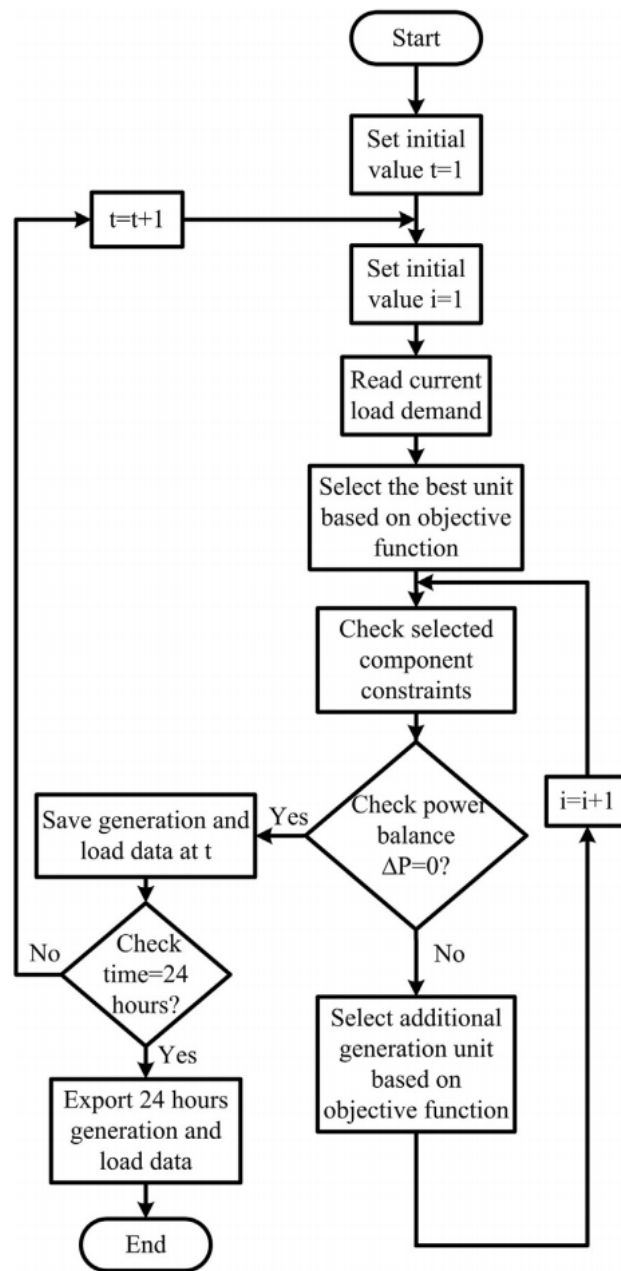 Start
Set initial
value t=1
t=t+1
Set initial
value i=1
Read current
load demand
Select the best unit
based on objective
function
Check selected
component
constraints
i=i+1
Check power
balance
ΔP=0?
Yes
Save generation and
load data at t
No
Check
time=24
hours?
No
Select additional
generation unit
based on
objective function
Yes
Export 24 hours
generation and
load data
End